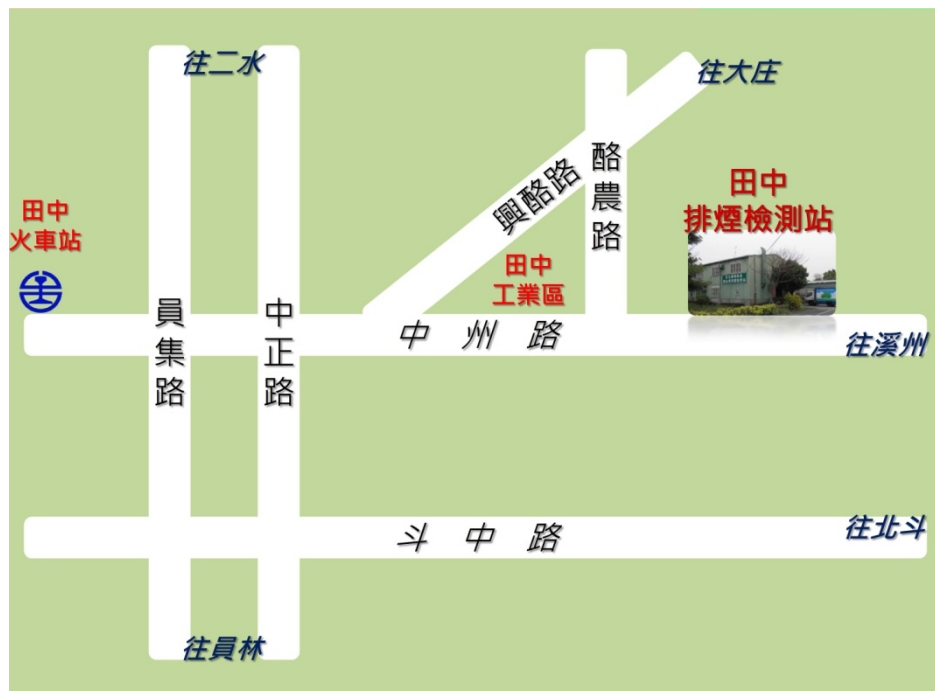 往二水
往大庄
田中
火車站
興酪路
酪農路
田中
排煙檢測站
田中
工業區
員集路
中正路
中州路
往溪州
斗中路
往北斗
往員林